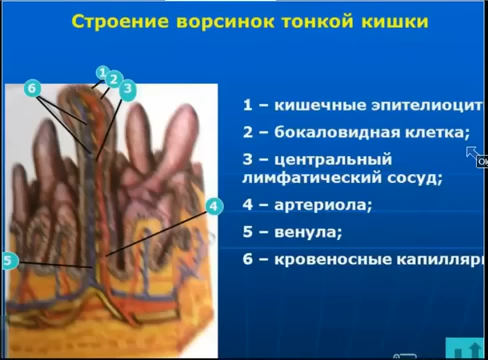 Строение ворсинок тонкой кишки
1
2
3
6
4
5
1 – кишечные эпителиоцит
2 – бокаловидная клетка;
3 – центральный
лимфатический сосуд;
4 – артериола;
5 – венула;
6 – кровеносные капилляр